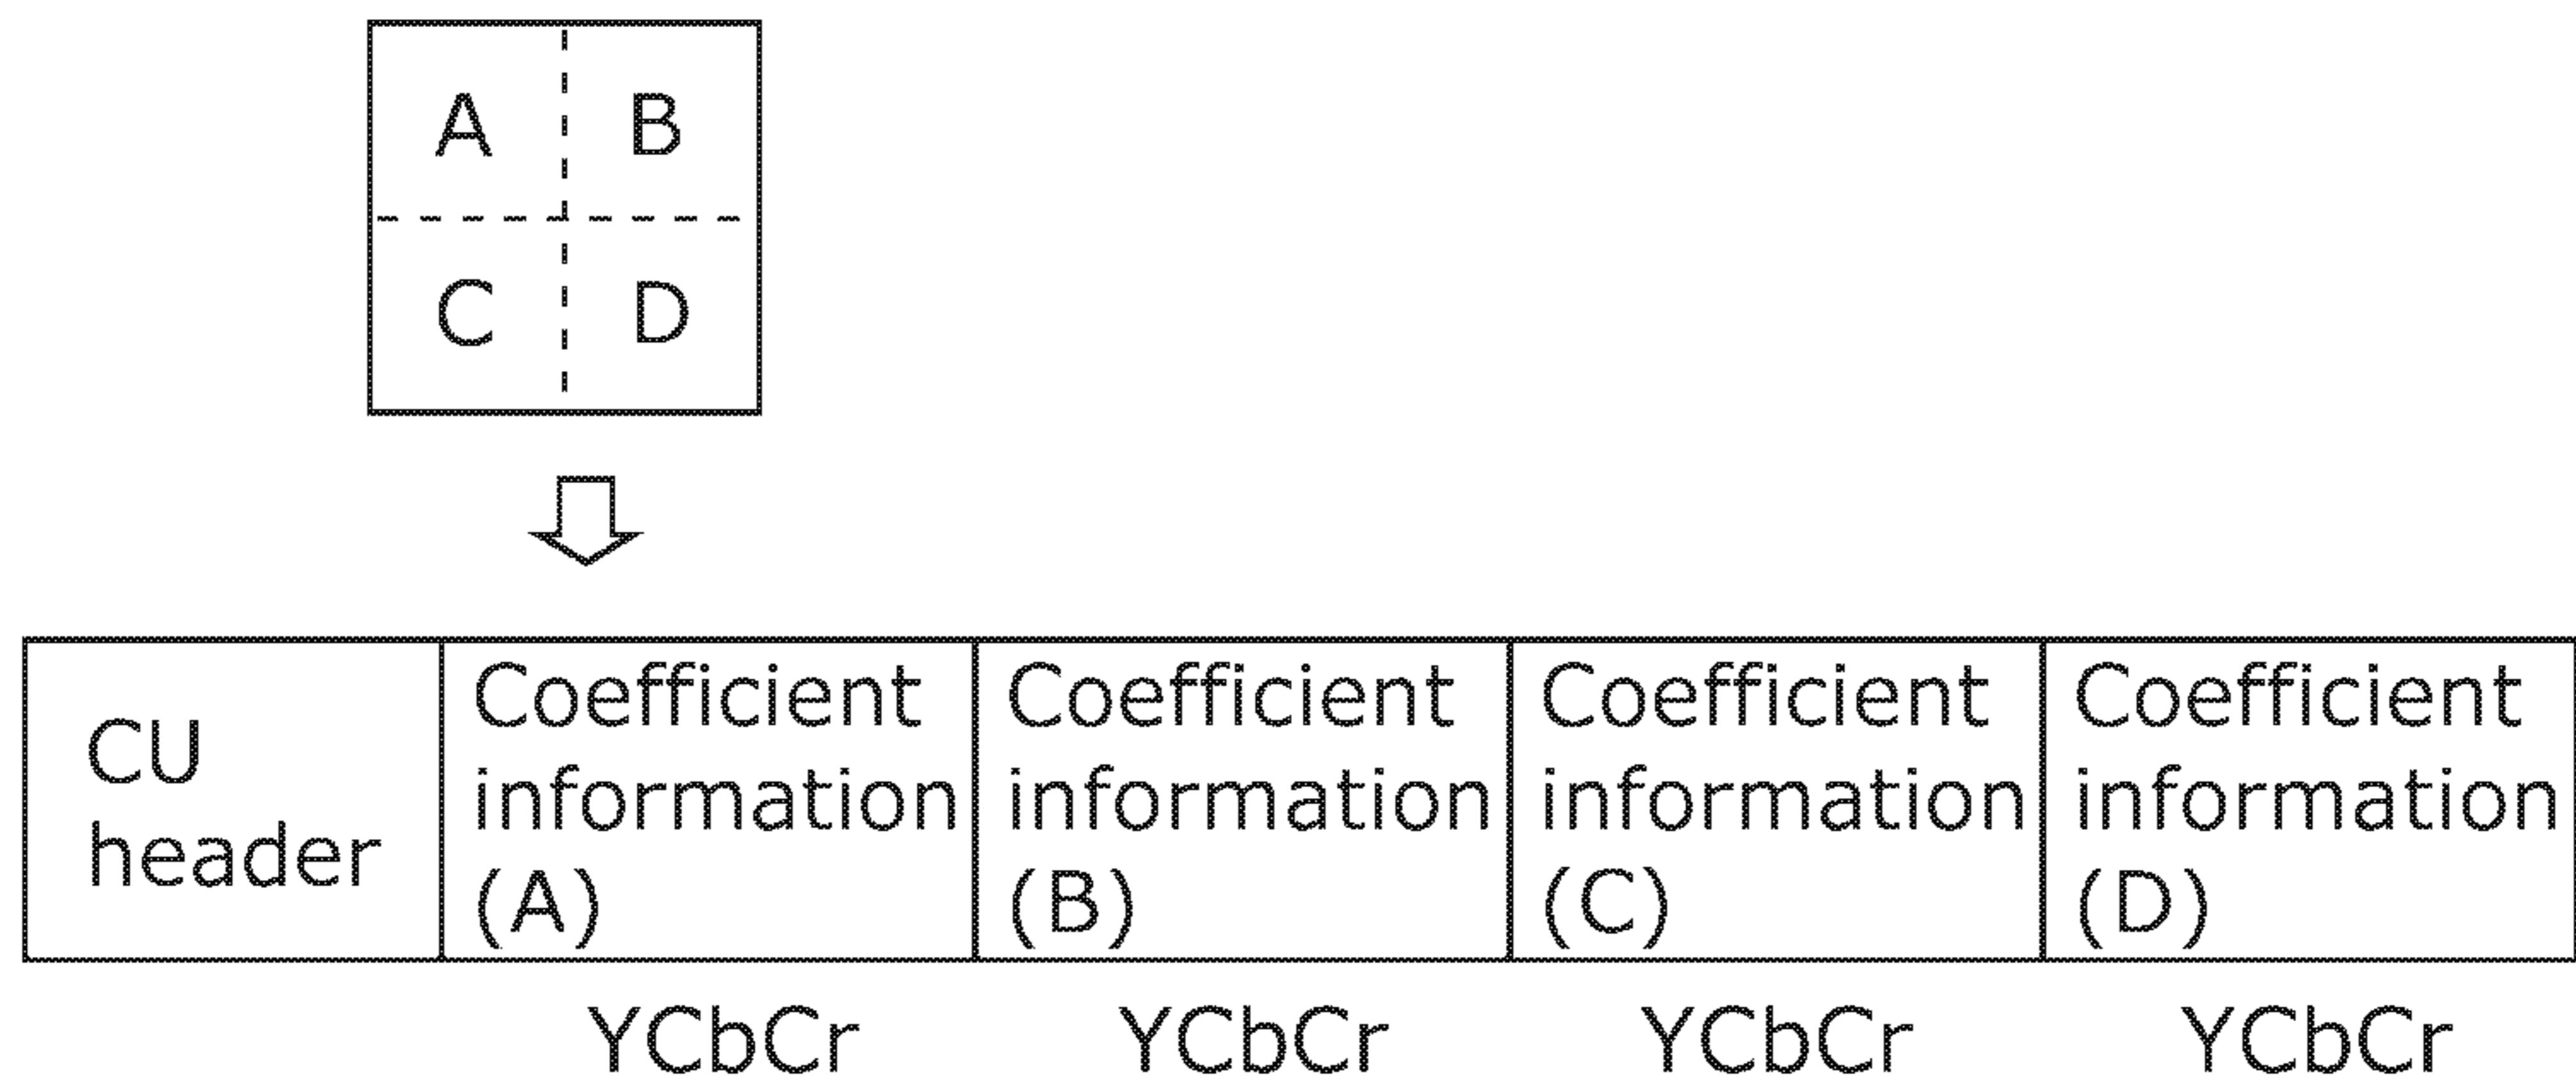 A B
C D
CU
header
Coefficient
information
(A)
Coefficient
information
(B)
Coefficient
information
(C)
Coefficient
information
(D)
YCbCr YCbCr YCbCr YCbCr